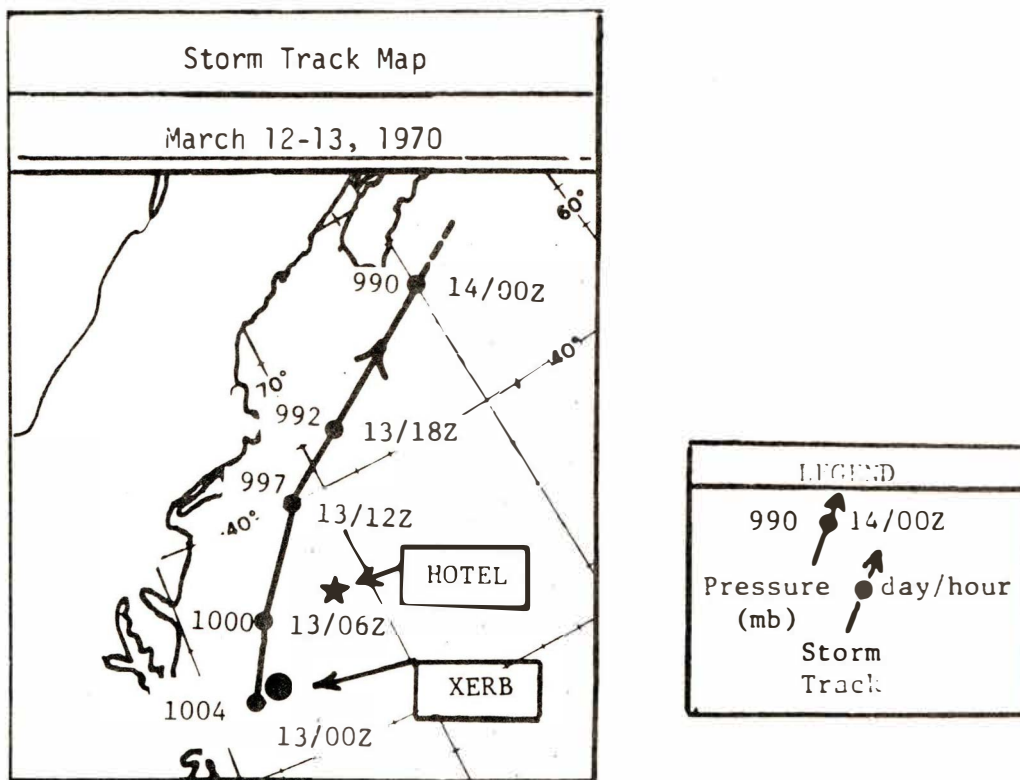 Storm Track Map
March 12-13, 1970
60°
990
14/00Z
40°
70°
992
13/18Z
997
13/12Z
40°
HOTEL
1000
13/06Z
XERB
1004
13/00Z
LEGEND
990 14/00Z
Pressure day/hour
(mb)
Storm
Track